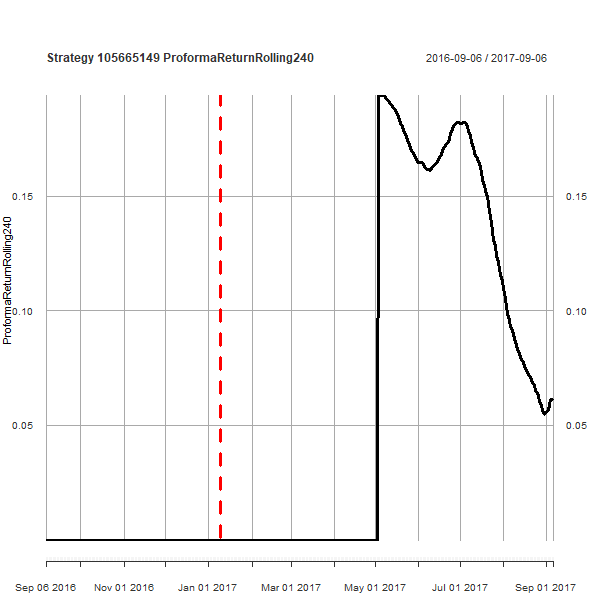 Strategy 105665149 ProformaReturnRolling240 2016-09-06 / 2017-09-06
ProformaReturnRolling240
0.15 0.15
0.10 0.10
0.05 0.05
Sep 06 2016 Nov 01 2016 Jan 01 2017 Mar 01 2017 May 01 2017 Jul 01 2017 Sep 01 2017